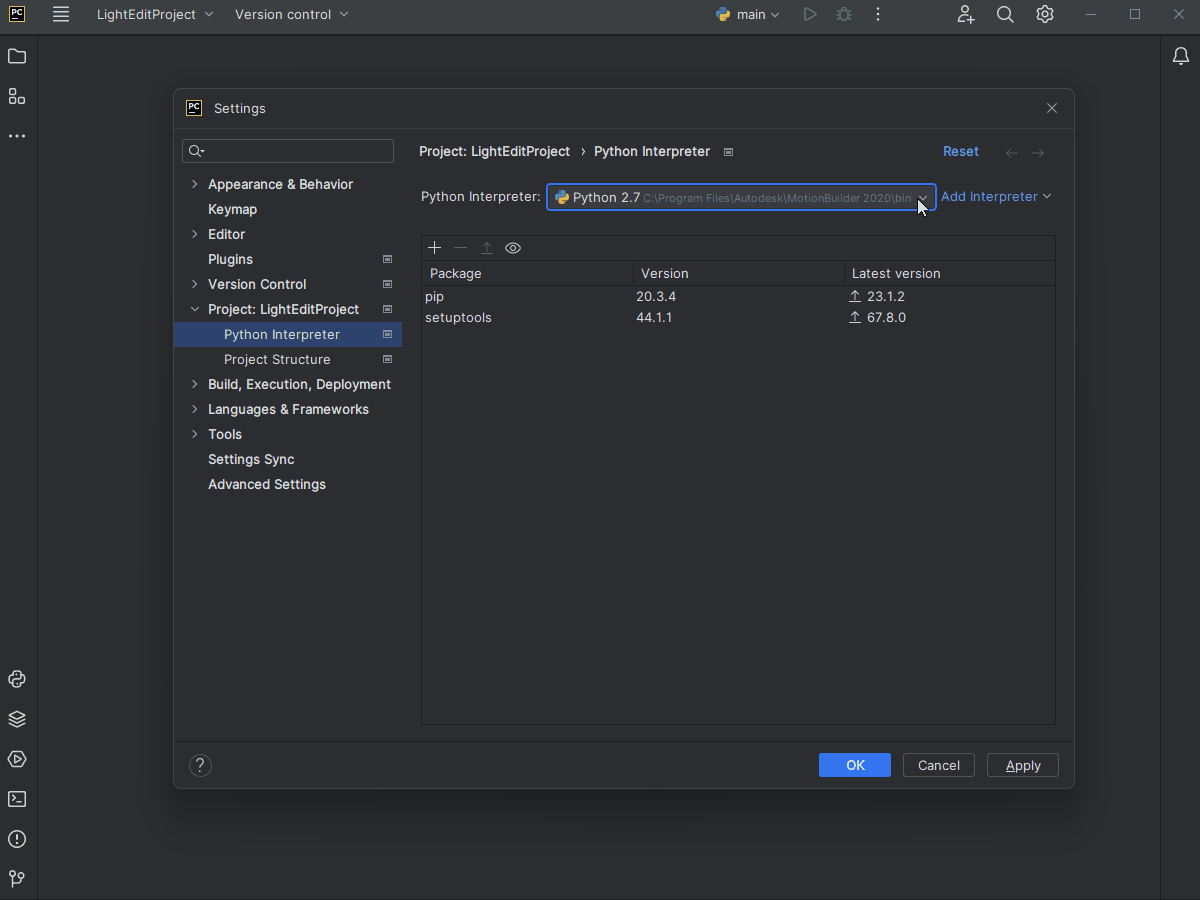 PC LightEditProject Version control main
PC Settings
Project: LightEditProject › Python Interpreter Reset
Appearance & Behavior
Python Interpreter: Python 2.7 C:\Program Files\Autodesk\MotionBuilder 2020\bin Add Interpreter
Keymap
Editor
Plugins
Version Control
Project: LightEditProject
Python Interpreter
Project Structure
Build, Execution, Deployment
Languages & Frameworks
Tools
Settings Sync
Advanced Settings
Package Version Latest version
pip 20.3.4 23.1.2
setuptools 44.1.1 67.8.0
? OK Cancel Apply